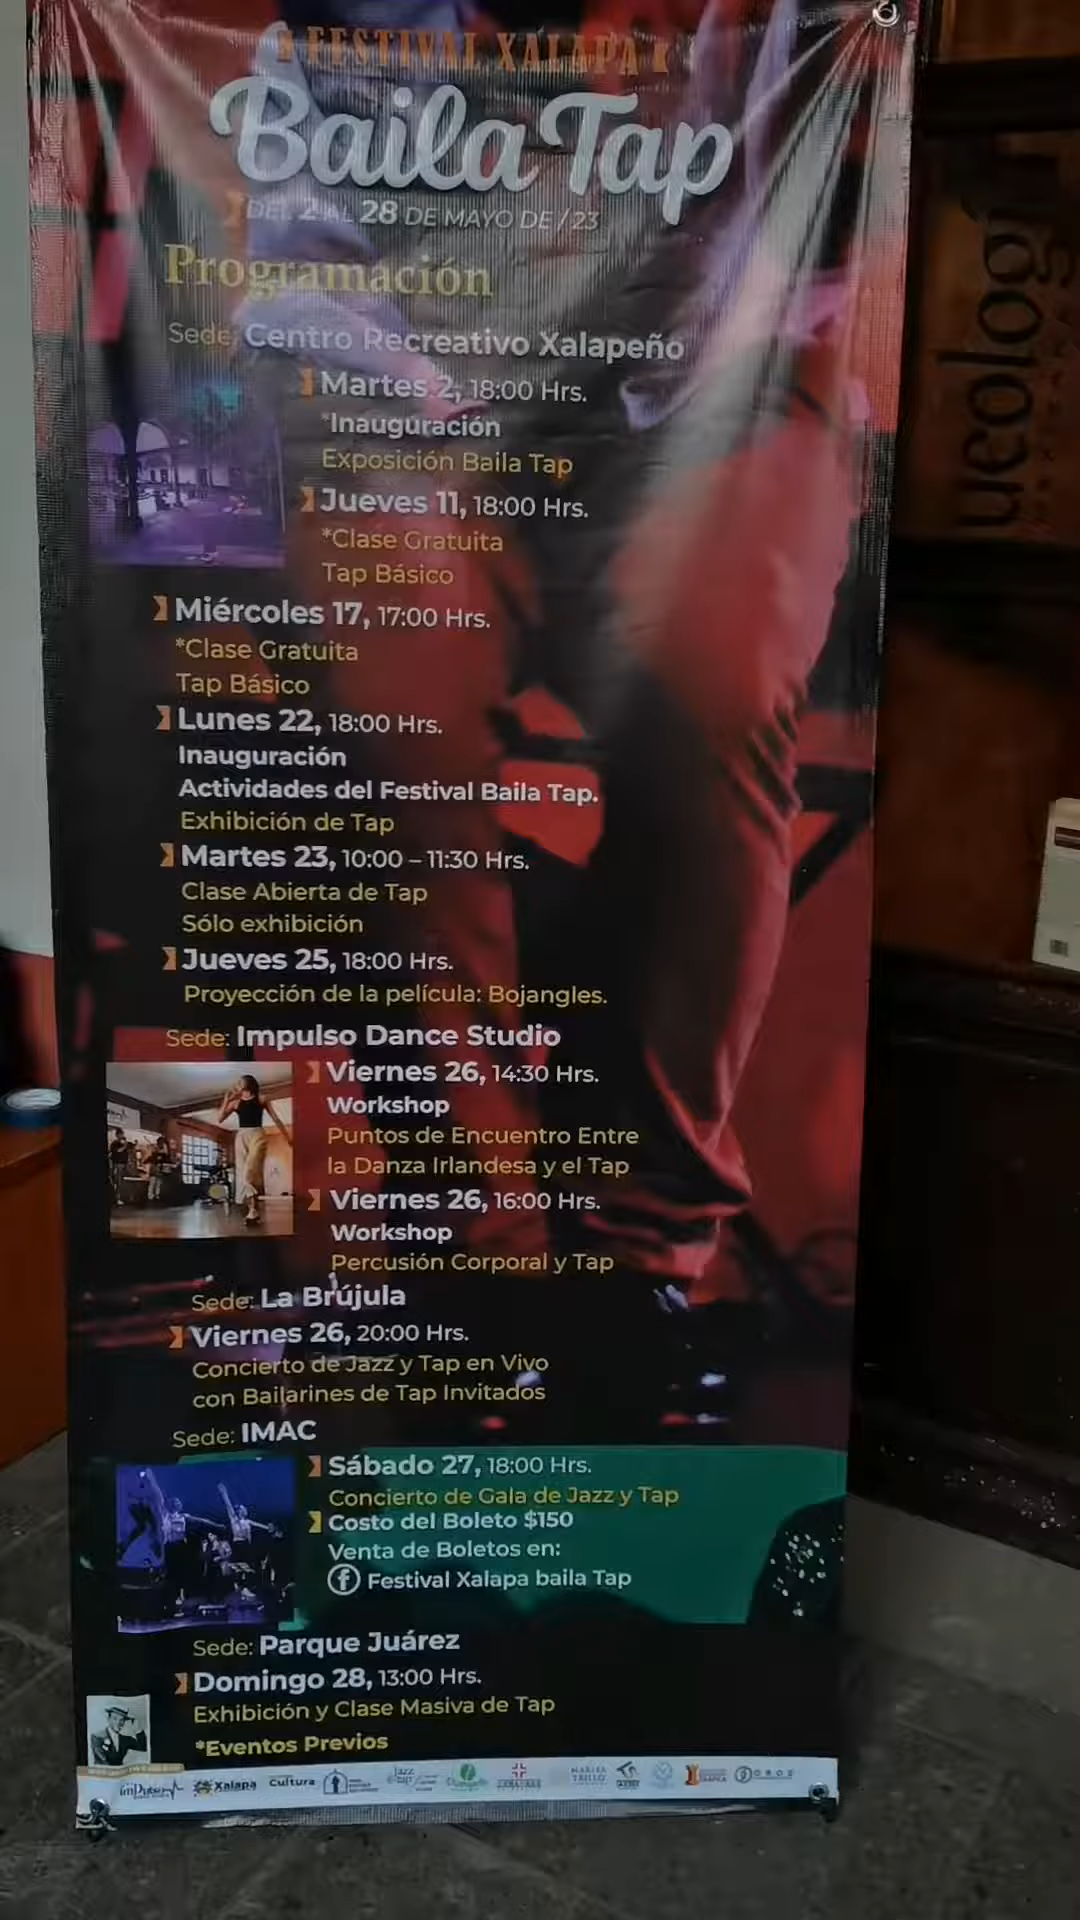 FESTIVAL XALAPA
Baila Tap
DEL 2 AL 28 DE MAYO DE /23
Programación
Sede: Centro Recreativo Xalapeño
Martes 2, 18:00 Hrs.
*Inauguración
Exposición Baila Tap
Jueves 11, 18:00 Hrs.
*Clase Gratuita
Tap Básico
Miércoles 17, 17:00 Hrs.
*Clase Gratuita
Tap Básico
Lunes 22, 18:00 Hrs.
Inauguración
Actividades del Festival Baila Tap.
Exhibición de Tap
Martes 23, 10:00 – 11:30 Hrs.
Clase Abierta de Tap
Sólo exhibición
Jueves 25, 18:00 Hrs.
Proyección de la película: Bojangles.
Sede: Impulso Dance Studio
Viernes 26, 14:30 Hrs.
Workshop
Puntos de Encuentro Entre
la Danza Irlandesa y el Tap
Viernes 26, 16:00 Hrs.
Workshop
Percusión Corporal y Tap
Sede: La Brújula
Viernes 26, 20:00 Hrs.
Concierto de Jazz y Tap en Vivo
con Bailarines de Tap Invitados
Sede: IMAC
Sábado 27, 18:00 Hrs.
Concierto de Gala de Jazz y Tap
Costo del Boleto $150
Venta de Boletos en:
Festival Xalapa baila Tap
Sede: Parque Juárez
Domingo 28, 13:00 Hrs.
Exhibición y Clase Masiva de Tap
*Eventos Previos
imPulso Xalapa Cultura Jazz